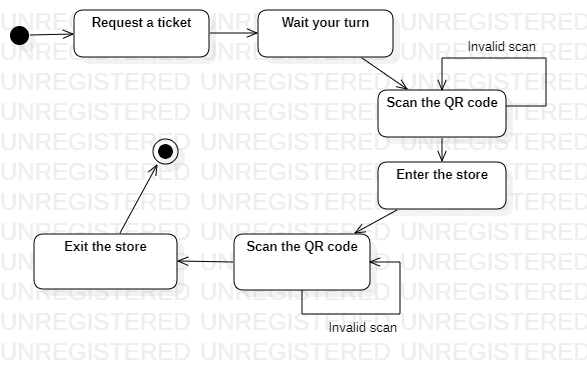 Request a ticket
Wait your turn
Invalid scan
Scan the QR code
Enter the store
Scan the QR code
Exit the store
Invalid scan
UNREGISTERED